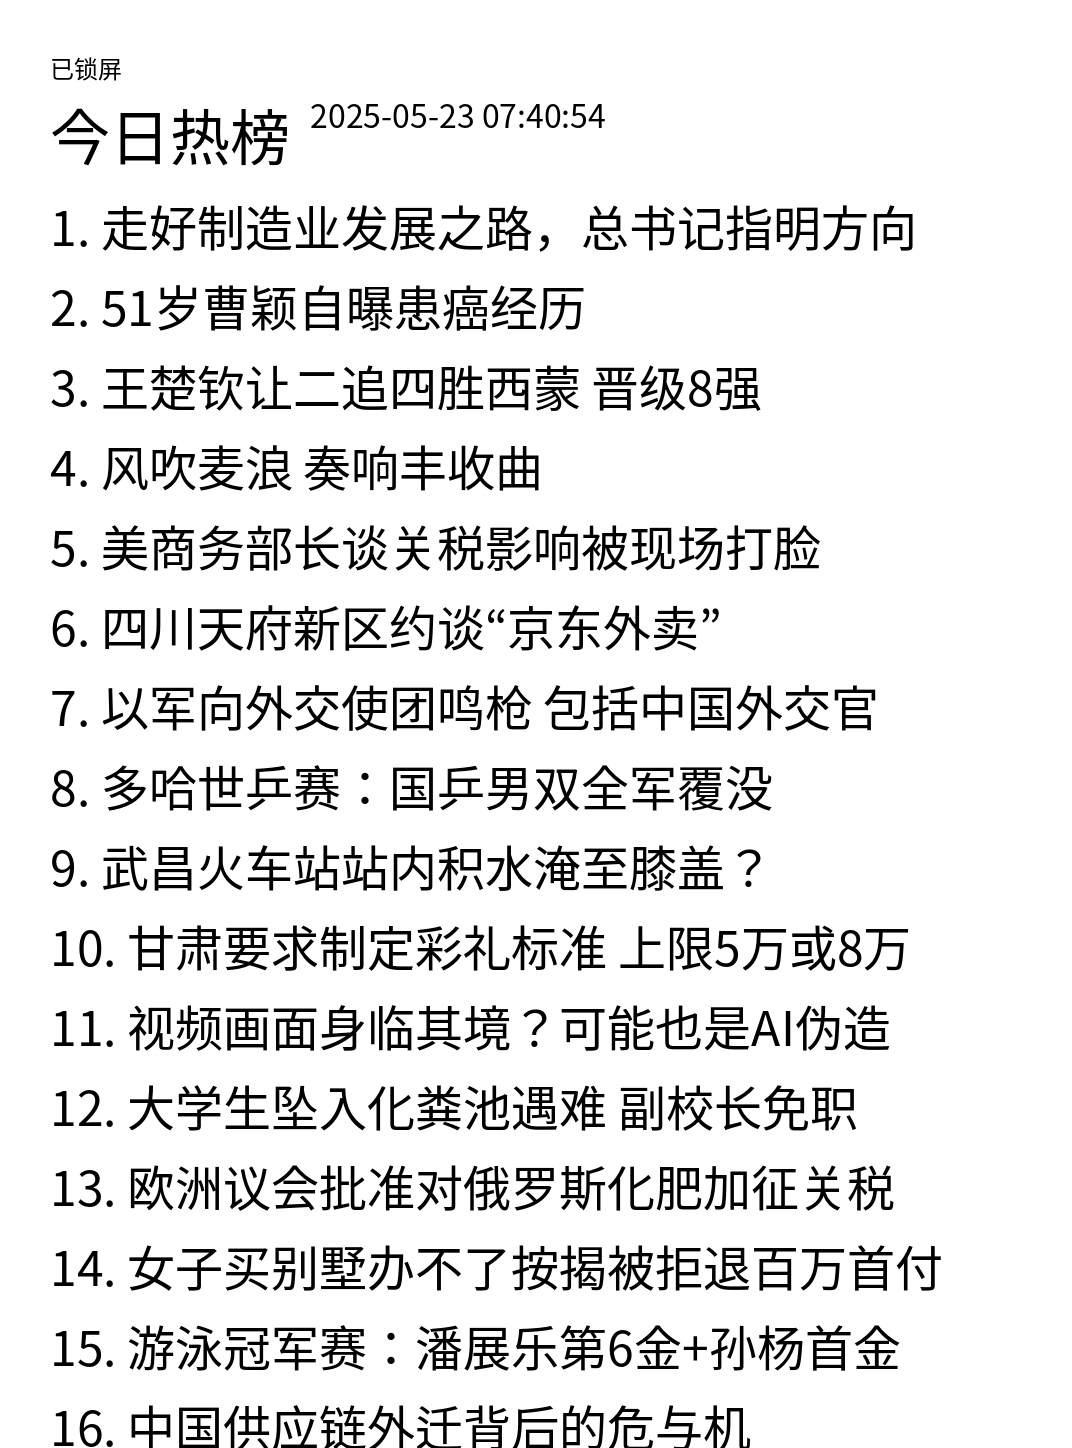 已锁屏
今日热榜 2025-05-23 07:40:54
1. 走好制造业发展之路，总书记指明方向
2. 51岁曹颖自曝患癌经历
3. 王楚钦让二追四胜西蒙 晋级8强
4. 风吹麦浪 奏响丰收曲
5. 美商务部长谈关税影响被现场打脸
6. 四川天府新区约谈“京东外卖”
7. 以军向外交使团鸣枪 包括中国外交官
8. 多哈世乒赛：国乒男双全军覆没
9. 武昌火车站站内积水淹至膝盖？
10. 甘肃要求制定彩礼标准 上限5万或8万
11. 视频画面身临其境？可能也是AI伪造
12. 大学生坠入化粪池遇难 副校长免职
13. 欧洲议会批准对俄罗斯化肥加征关税
14. 女子买别墅办不了按揭被拒退百万首付
15. 游泳冠军赛：潘展乐第6金+孙杨首金
16. 中国供应链外迁背后的危与机